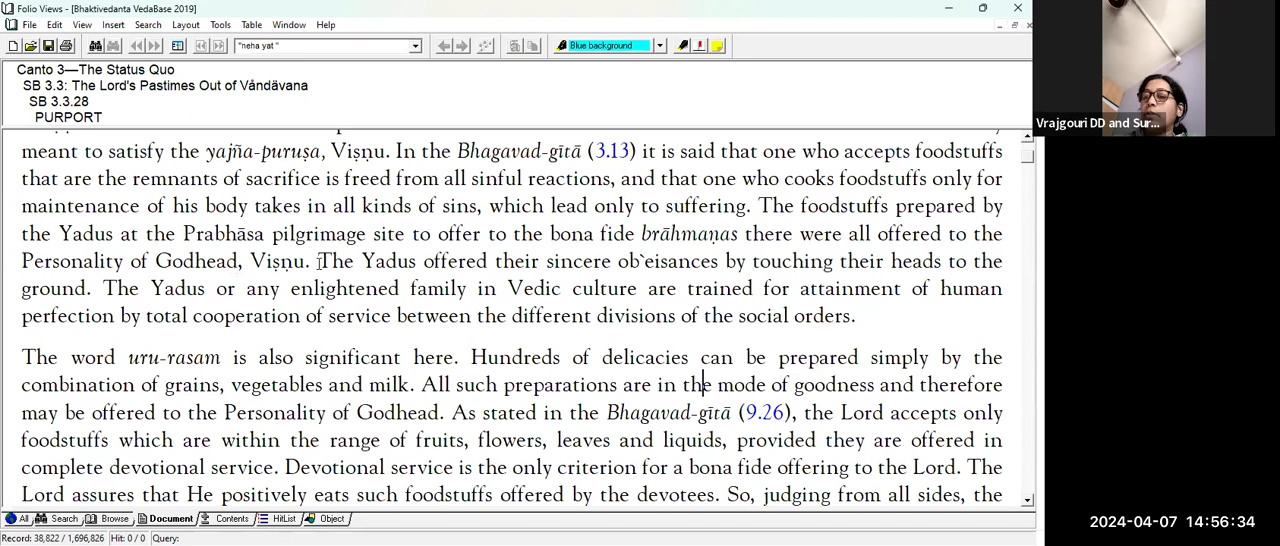 Folio Views - [Bhaktivedanta VedaBase 2019]
File Edit View Insert Search Layout Tools Table Window Help
"neha yat"
Blue background
Canto 3—The Status Quo
SB 3.3: The Lord's Pastimes Out of Våndävana
SB 3.3.28
PURPORT
meant to satisfy the yajña-puruṣa, Viṣṇu. In the Bhagavad-gītā (3.13) it is said that one who accepts foodstuffs
that are the remnants of sacrifice is freed from all sinful reactions, and that one who cooks foodstuffs only for
maintenance of his body takes in all kinds of sins, which lead only to suffering. The foodstuffs prepared by
the Yadus at the Prabhāsa pilgrimage site to offer to the bona fide brāhmaṇas there were all offered to the
Personality of Godhead, Viṣṇu. The Yadus offered their sincere ob`eisances by touching their heads to the
ground. The Yadus or any enlightened family in Vedic culture are trained for attainment of human
perfection by total cooperation of service between the different divisions of the social orders.
The word uru-rasam is also significant here. Hundreds of delicacies can be prepared simply by the
combination of grains, vegetables and milk. All such preparations are in the mode of goodness and therefore
may be offered to the Personality of Godhead. As stated in the Bhagavad-gītā (9.26), the Lord accepts only
foodstuffs which are within the range of fruits, flowers, leaves and liquids, provided they are offered in
complete devotional service. Devotional service is the only criterion for a bona fide offering to the Lord. The
Lord assures that He positively eats such foodstuffs offered by the devotees. So, judging from all sides, the
All Search Browse Document Contents HitList Object
Record: 38,822 / 1,696,826 Hit: 0 / 0 Query:
Vrajgouri DD and Sur...
2024-04-07 14:56:34